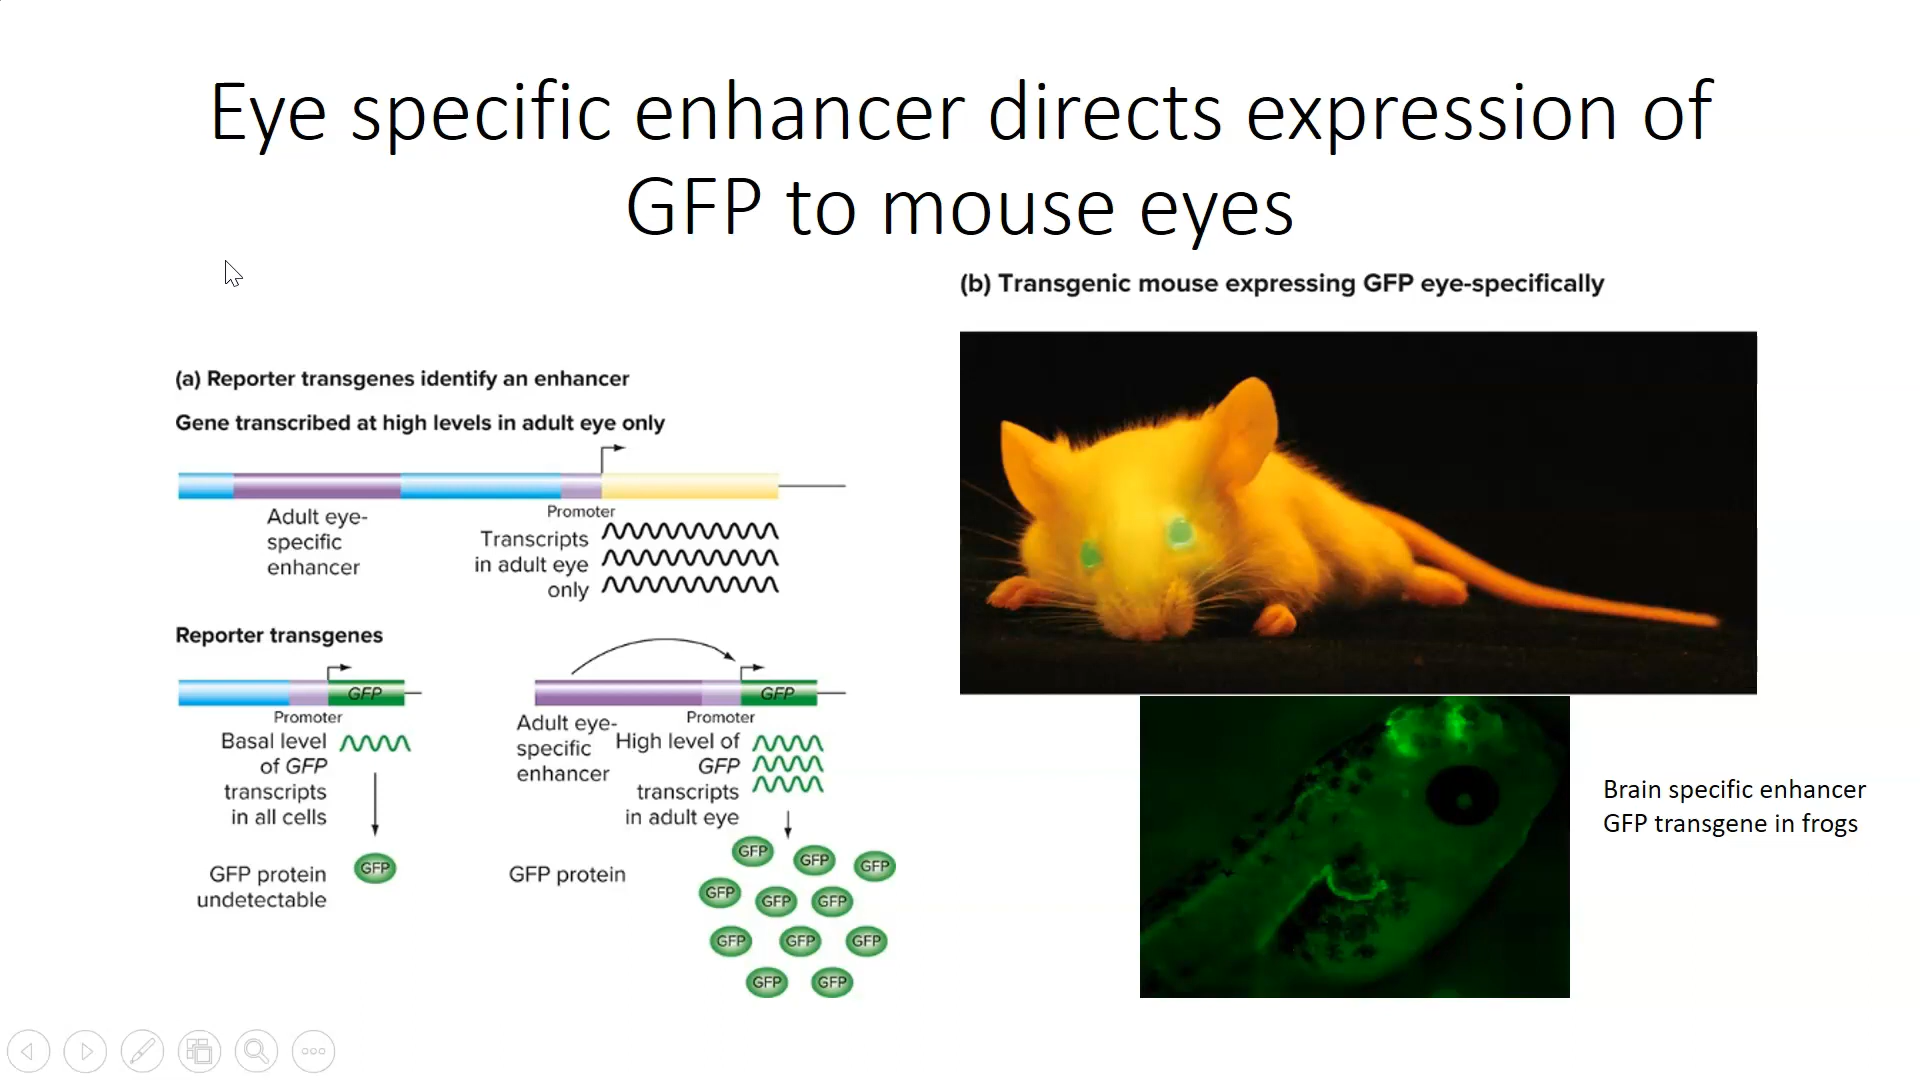 Eye specific enhancer directs expression of
GFP to mouse eyes
(b) Transgenic mouse expressing GFP eye-specifically
(a) Reporter transgenes identify an enhancer
Gene transcribed at high levels in adult eye only
Promoter
Adult eye-
specific
enhancer
Transcripts
in adult eye
only
Reporter transgenes
GFP
Promoter
Basal level
of GFP
transcripts
in all cells
GFP protein
undetectable
GFP
GFP
Promoter
Adult eye-
specific
enhancer
High level of
GFP
transcripts
in adult eye
GFP protein
GFP
GFP
GFP
GFP
GFP
GFP
GFP
GFP
GFP
GFP
GFP
Brain specific enhancer
GFP transgene in frogs